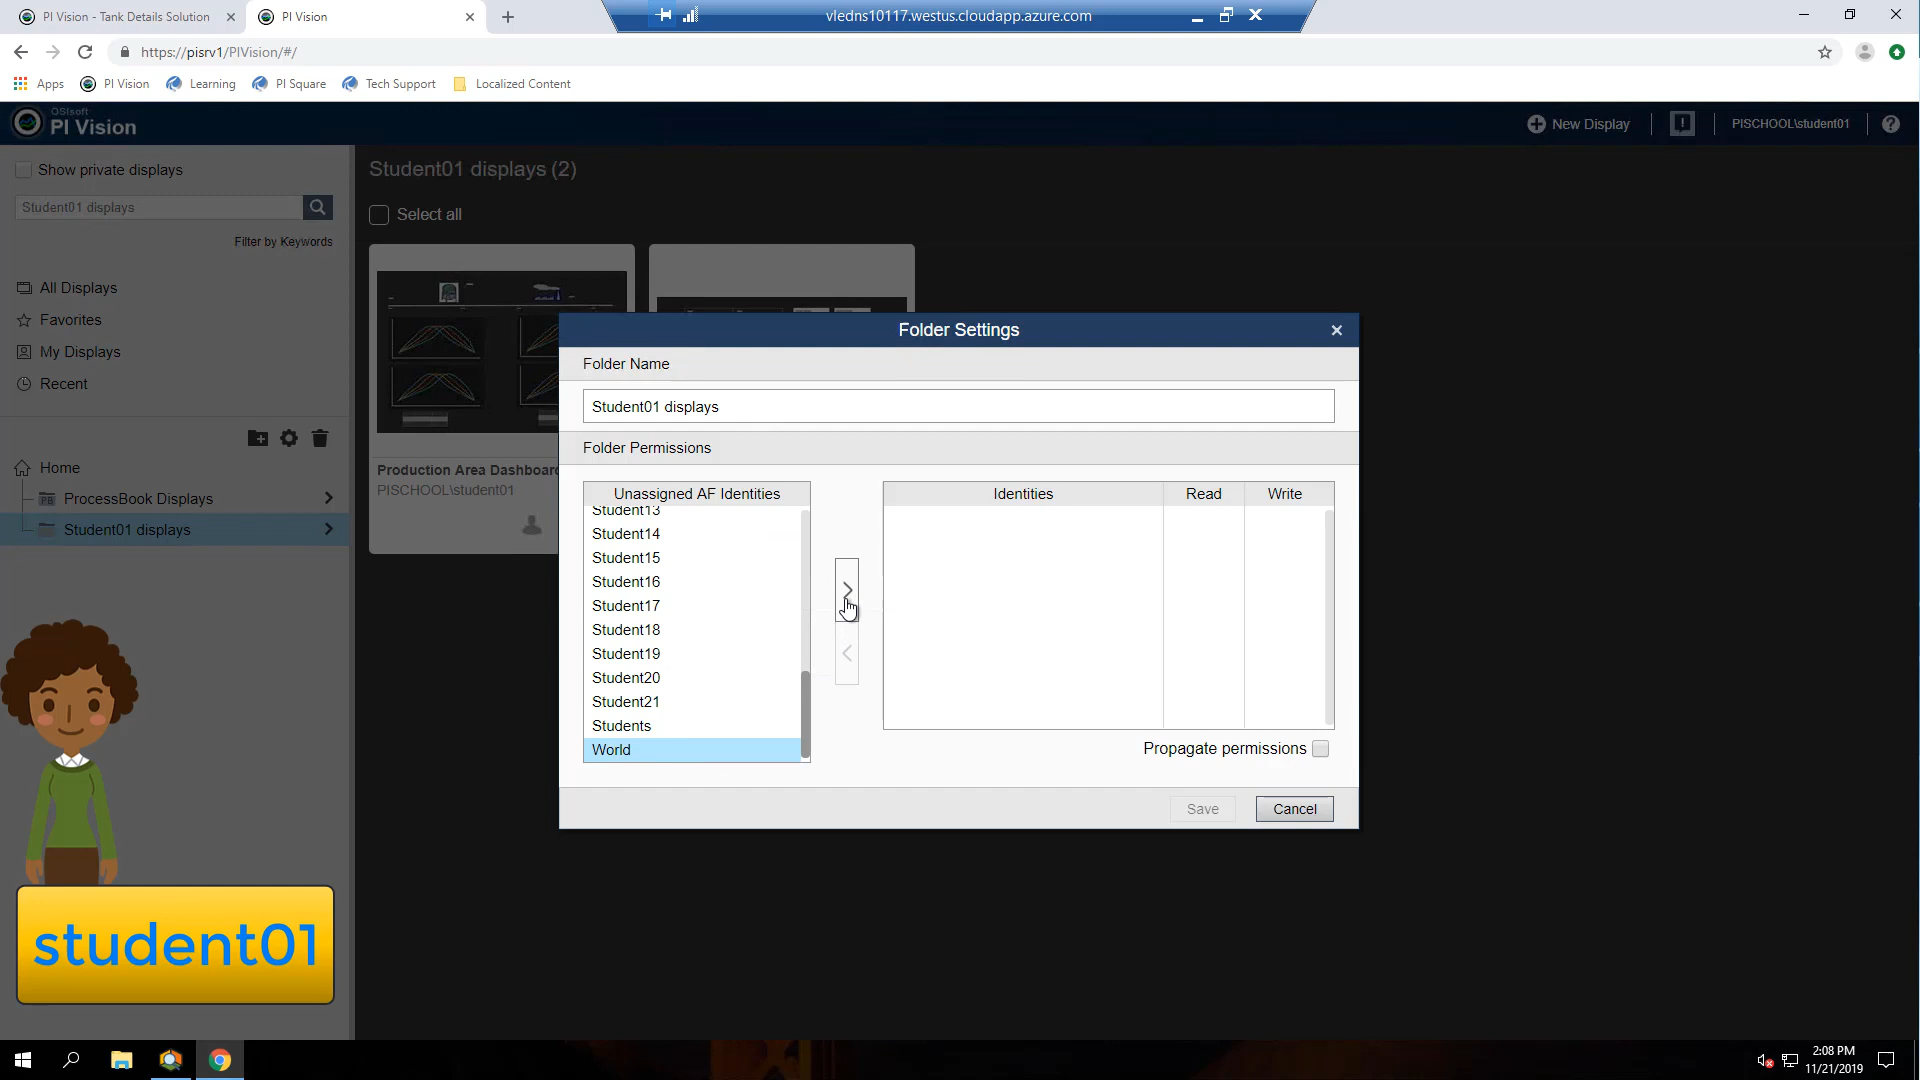 PI Vision - Tank Details Solution
PI Vision
vledns10117.westus.cloudapp.azure.com
https://pisrv1/PIVision/#/
Apps
PI Vision
Learning
PI Square
Tech Support
Localized Content
OSIsoft
PI Vision
New Display
PISCHOOL\student01
Show private displays
Student01 displays
Filter by Keywords
All Displays
Favorites
My Displays
Recent
Home
PB
ProcessBook Displays
Student01 displays
Student01 displays (2)
Select all
Production Area Dashboar
PISCHOOL\student01
Folder Settings
Folder Name
Student01 displays
Folder Permissions
Unassigned AF Identities
Student13
Student14
Student15
Student16
Student17
Student18
Student19
Student20
Student21
Students
World
Identities
Read
Write
Propagate permissions
Save
Cancel
student01
2:08 PM
11/21/2019